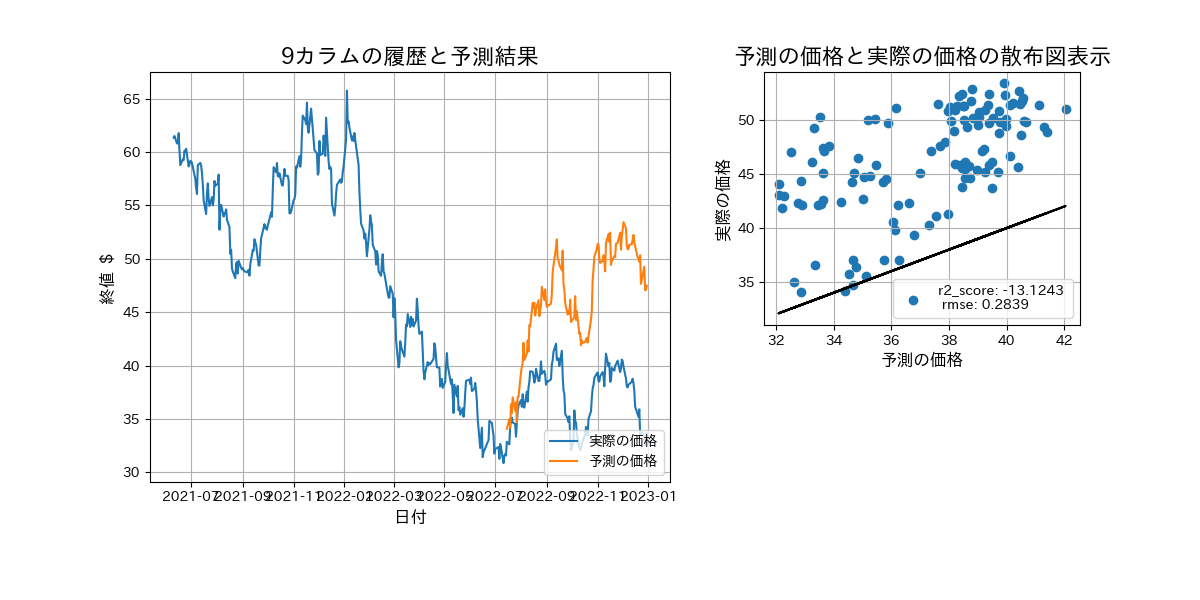 9カラムの履歴と予測結果
65
60
55
50
45
40
35
30
終値 $
2021-07 2021-09 2021-11 2022-01 2022-03 2022-05 2022-07 2022-09 2022-11 2023-01
日付
実際の価格
予測の価格
予測の価格と実際の価格の散布図表示
50
45
40
35
実際の価格
r2_score: -13.1243
rmse: 0.2839
32 34 36 38 40 42
予測の価格